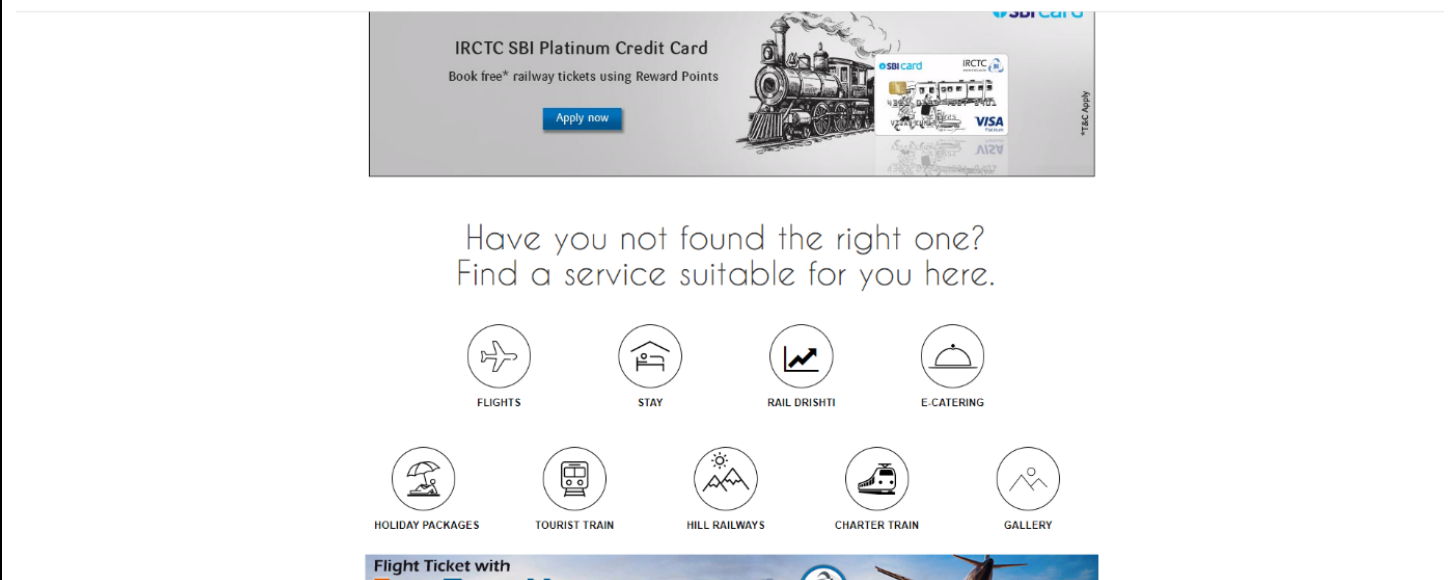 SBI card
IRCTC SBI Platinum Credit Card
Book free* railway tickets using Reward Points
Apply now
SBI card
IRCTC
VISA
Platinum
*T&C Apply
Have you not found the right one?
Find a service suitable for you here.
FLIGHTS
STAY
RAIL DRISHTI
E-CATERING
HOLIDAY PACKAGES
TOURIST TRAIN
HILL RAILWAYS
CHARTER TRAIN
GALLERY
Flight Ticket with